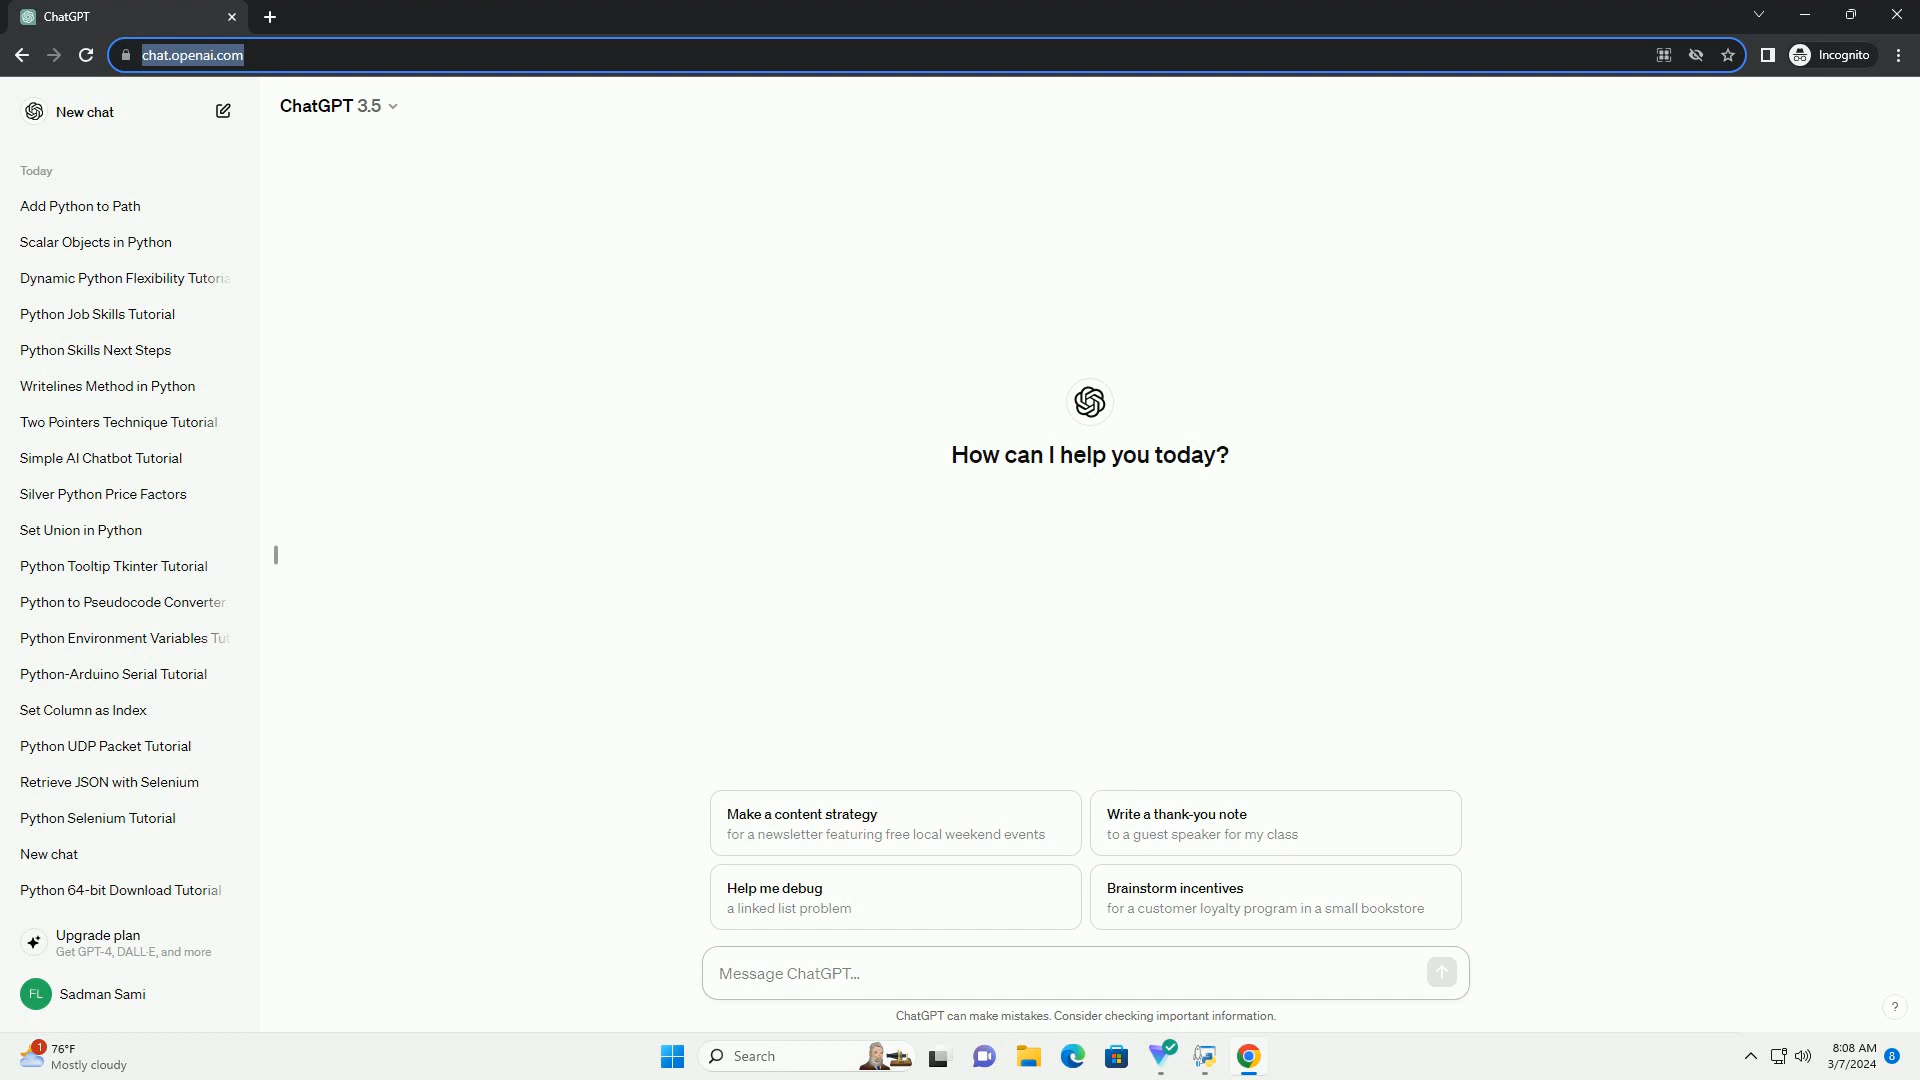 ChatGPT
chat.openai.com
Incognito
New chat
ChatGPT 3.5
Today
Add Python to Path
Scalar Objects in Python
Dynamic Python Flexibility Tutoria
Python Job Skills Tutorial
Python Skills Next Steps
Writelines Method in Python
Two Pointers Technique Tutorial
Simple AI Chatbot Tutorial
Silver Python Price Factors
Set Union in Python
Python Tooltip Tkinter Tutorial
Python to Pseudocode Converter
Python Environment Variables Tut
Python-Arduino Serial Tutorial
Set Column as Index
Python UDP Packet Tutorial
Retrieve JSON with Selenium
Python Selenium Tutorial
New chat
Python 64-bit Download Tutorial
Upgrade plan
Get GPT-4, DALL·E, and more
FL Sadman Sami
How can I help you today?
Make a content strategy
for a newsletter featuring free local weekend events
Write a thank-you note
to a guest speaker for my class
Help me debug
a linked list problem
Brainstorm incentives
for a customer loyalty program in a small bookstore
Message ChatGPT...
ChatGPT can make mistakes. Consider checking important information.
?
1
76°F
Mostly cloudy
Search
8:08 AM
3/7/2024
8